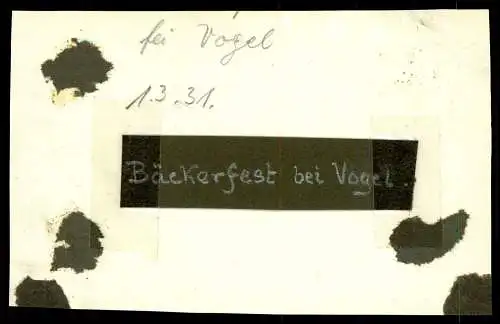 bei Vogel
1.3.31.
Bäckerfest bei Vogel.